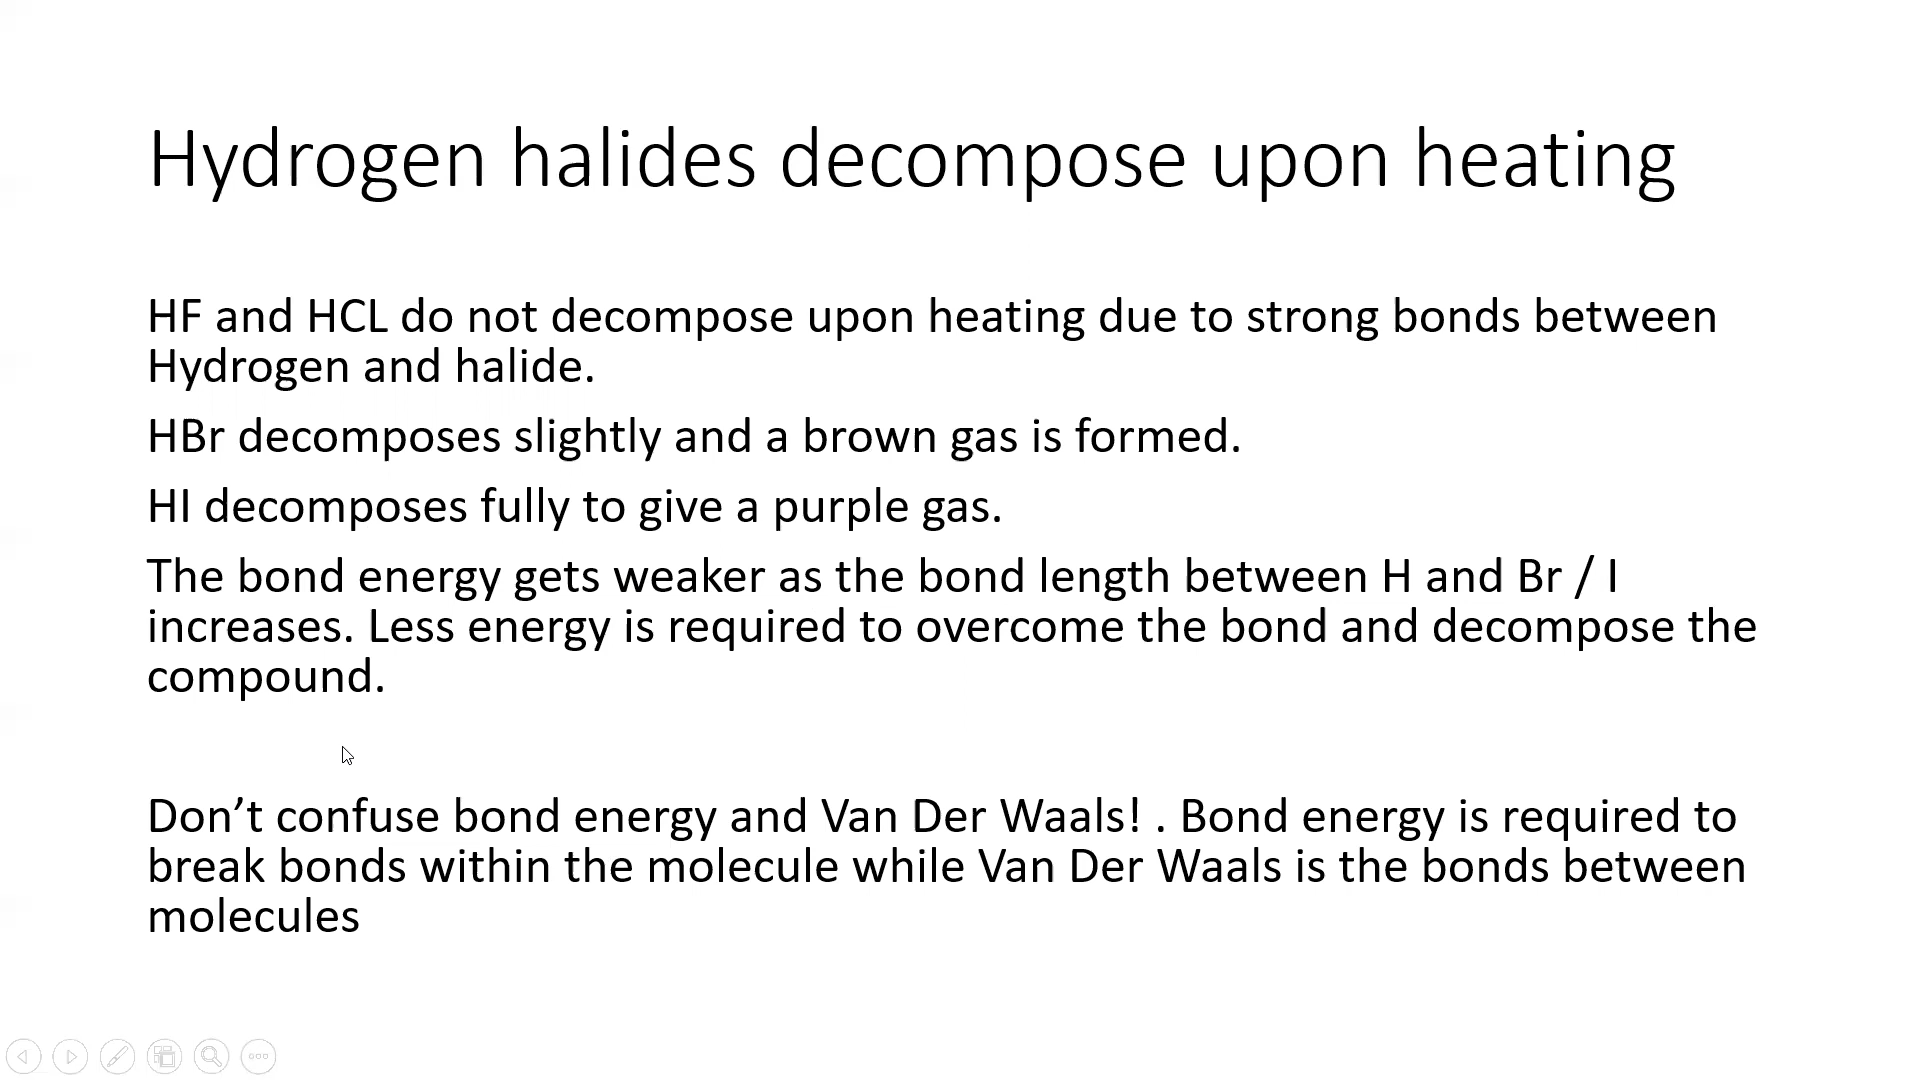 Hydrogen halides decompose upon heating
HF and HCL do not decompose upon heating due to strong bonds between
Hydrogen and halide.
HBr decomposes slightly and a brown gas is formed.
HI decomposes fully to give a purple gas.
The bond energy gets weaker as the bond length between H and Br / I
increases. Less energy is required to overcome the bond and decompose the
compound.
Don’t confuse bond energy and Van Der Waals! . Bond energy is required to
break bonds within the molecule while Van Der Waals is the bonds between
molecules